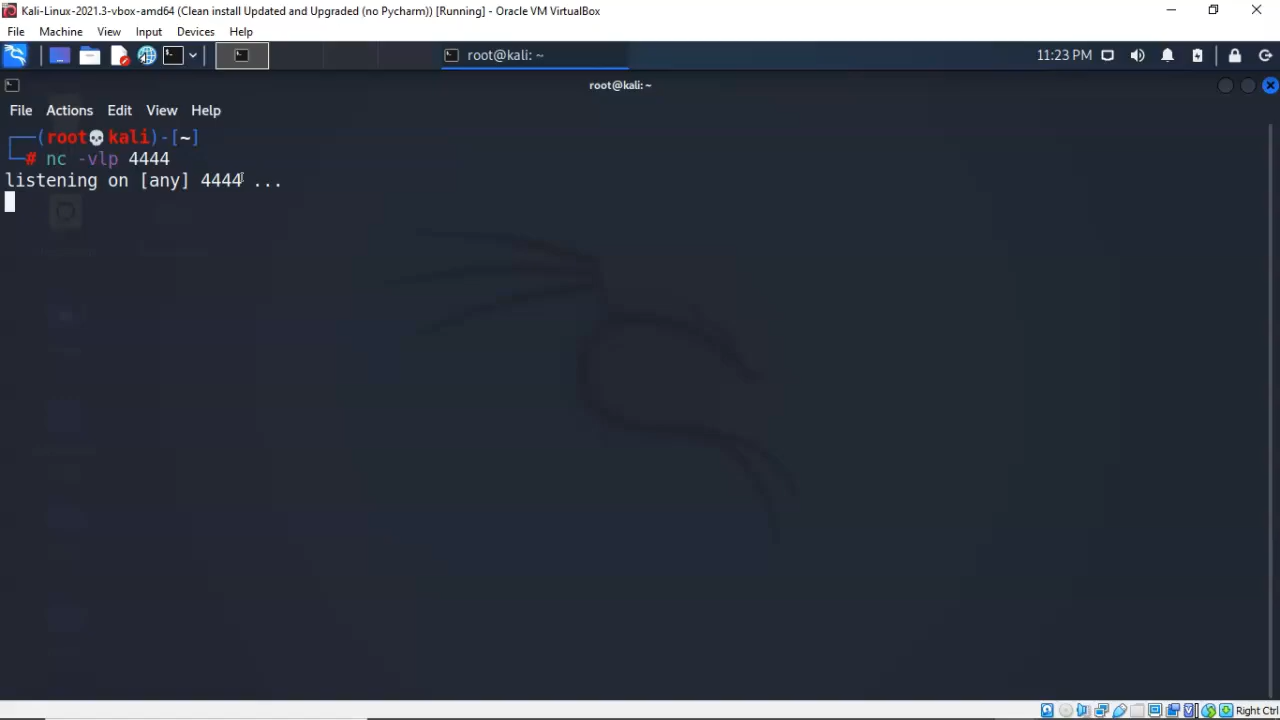 Kali-Linux-2021.3-vbox-amd64 (Clean install Updated and Upgraded (no Pycharm)) [Running] - Oracle VM VirtualBox
File Machine View Input Devices Help
root@kali: ~ 11:23 PM
root@kali:~
File Actions Edit View Help
(root💀kali)-[~]
# nc -vlp 4444
listening on [any] 4444 ...
Right Ctrl